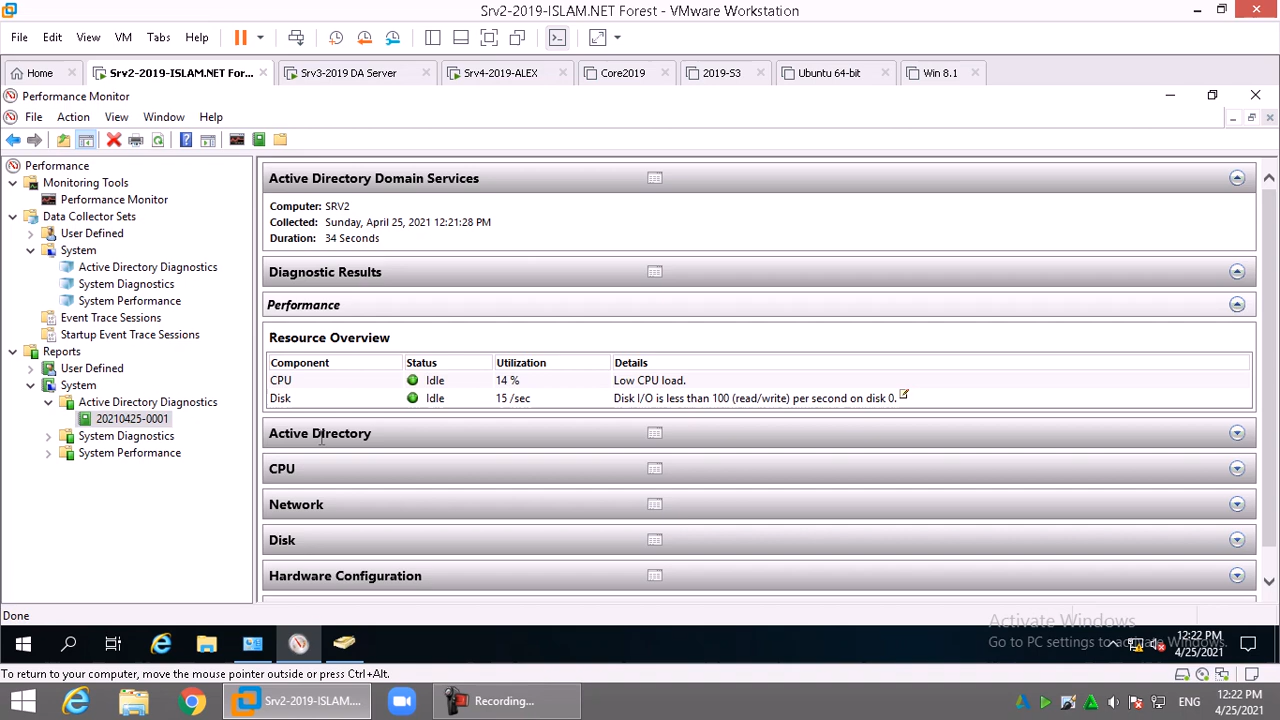 Srv2-2019-ISLAM.NET Forest - VMware Workstation
File Edit View VM Tabs Help
Home Srv2-2019-ISLAM.NET For... Srv3-2019 DA Server Srv4-2019-ALEX Core2019 2019-S3 Ubuntu 64-bit Win 8.1
Performance Monitor
File Action View Window Help
Performance
Monitoring Tools
Performance Monitor
Data Collector Sets
User Defined
System
Active Directory Diagnostics
System Diagnostics
System Performance
Event Trace Sessions
Startup Event Trace Sessions
Reports
User Defined
System
Active Directory Diagnostics
20210425-0001
System Diagnostics
System Performance
Active Directory Domain Services
Computer: SRV2
Collected: Sunday, April 25, 2021 12:21:28 PM
Duration: 34 Seconds
Diagnostic Results
Performance
Resource Overview
Component Status Utilization Details
CPU Idle 14 % Low CPU load.
Disk Idle 15 /sec Disk I/O is less than 100 (read/write) per second on disk 0.
Active Directory
CPU
Network
Disk
Hardware Configuration
Done
Activate Windows
Go to PC settings to activate Windows.
12:22 PM
4/25/2021
To return to your computer, move the mouse pointer outside or press Ctrl+Alt.
Srv2-2019-ISLAM.... Recording... ENG
12:22 PM
4/25/2021